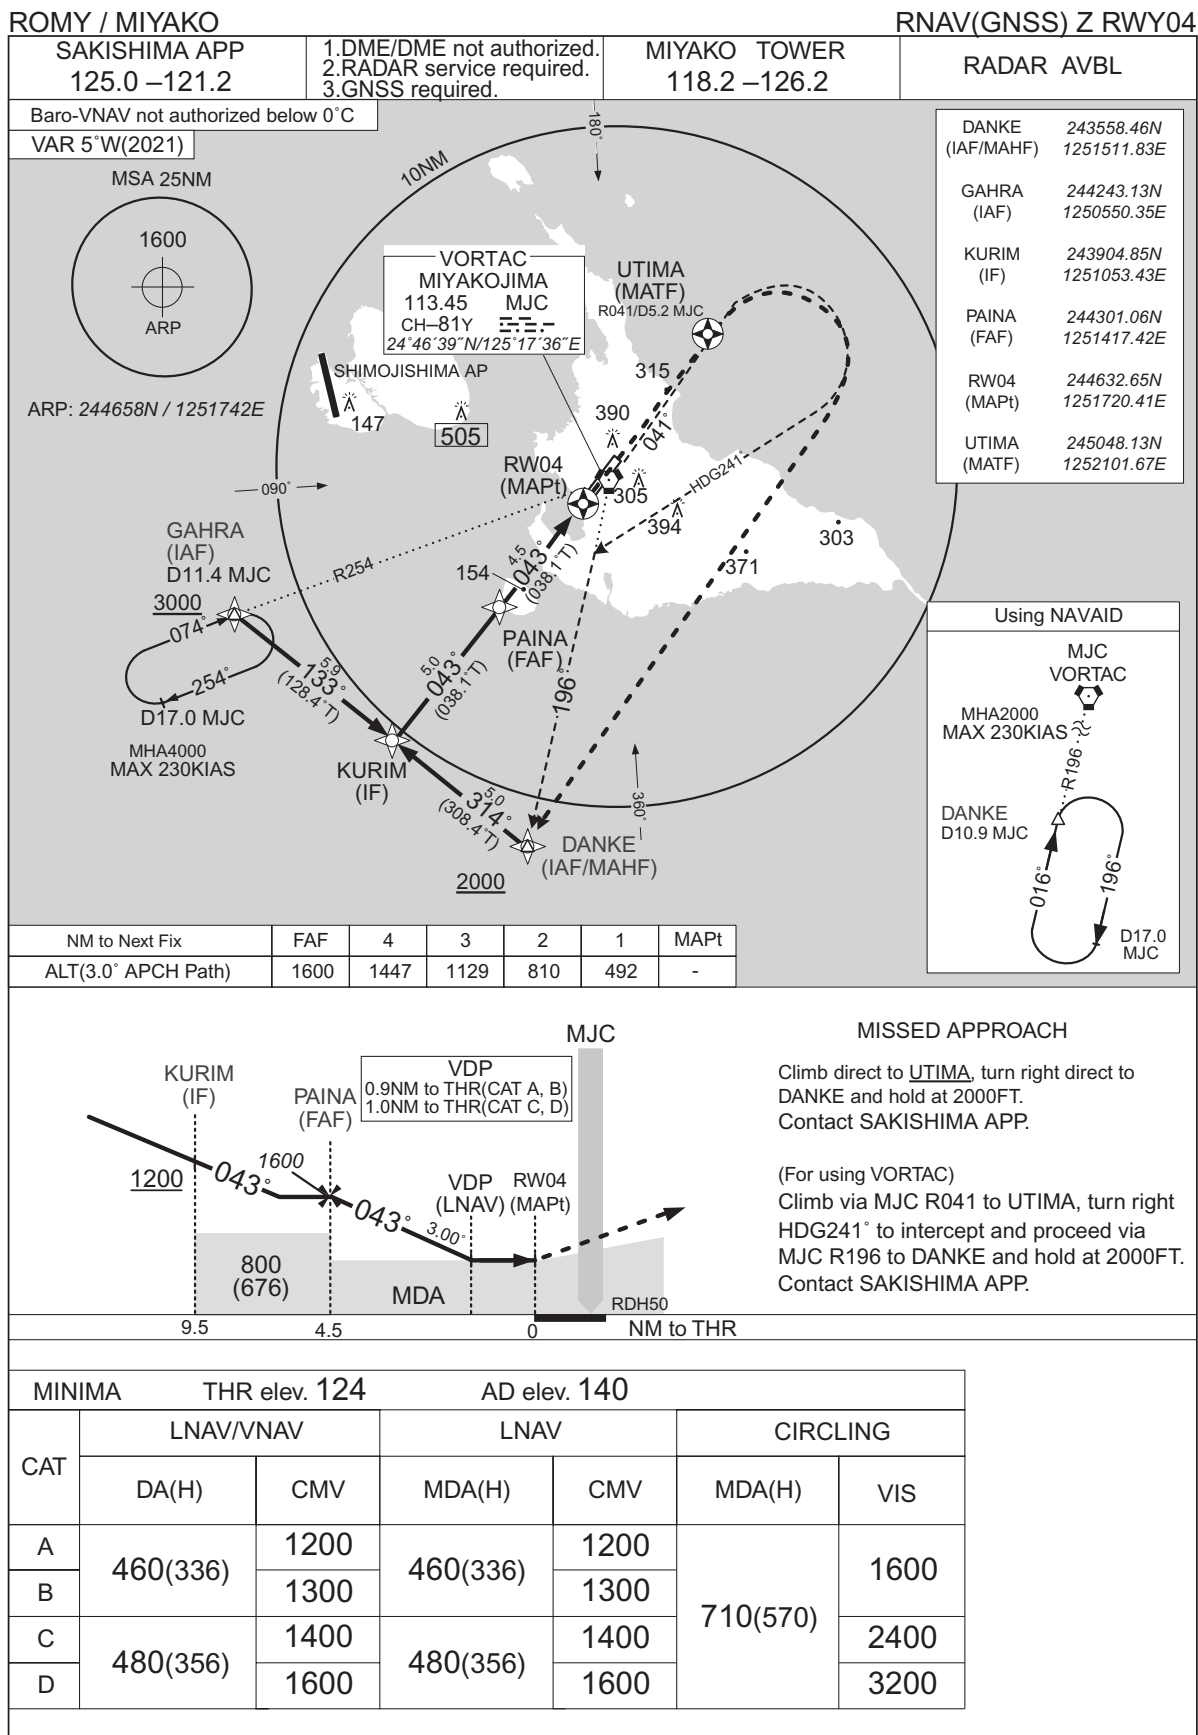 ROMY / MIYAKO
RNAV(GNSS) Z RWY04
SAKISHIMA APP
125.0 –121.2
1.DME/DME not authorized.
2.RADAR service required.
3.GNSS required.
MIYAKO TOWER
118.2 –126.2
RADAR AVBL
Baro-VNAV not authorized below 0˚C
VAR 5˚W(2021)
MSA 25NM
1600
ARP
ARP: 244658N / 1251742E
10NM
180˚
090˚
360˚
DANKE 243558.46N
(IAF/MAHF) 1251511.83E
GAHRA 244243.13N
(IAF) 1250550.35E
KURIM 243904.85N
(IF) 1251053.43E
PAINA 244301.06N
(FAF) 1251417.42E
RW04 244632.65N
(MAPt) 1251720.41E
UTIMA 245048.13N
(MATF) 1252101.67E
VORTAC
MIYAKOJIMA
113.45 MJC
CH–81Y
24˚46´39˝N/125˚17´36˝E
UTIMA
(MATF)
R041/D5.2 MJC
SHIMOJISHIMA AP
147
505
315
390
041˚
RW04
(MAPt)
305
HDG241˚
394
303
371
GAHRA
(IAF)
D11.4 MJC
3000
R254
074˚
254˚
D17.0 MJC
MHA4000
MAX 230KIAS
5.9
133˚
(128.4˚T)
154
4.5
043˚
(038.1˚T)
PAINA
(FAF)
5.0
043˚
(038.1˚T)
196˚
KURIM
(IF)
5.0
314˚
(308.4˚T)
DANKE
(IAF/MAHF)
2000
Using NAVAID
MJC
VORTAC
MHA2000
MAX 230KIAS
R196
DANKE
D10.9 MJC
016˚
196˚
D17.0
MJC
NM to Next Fix FAF 4 3 2 1 MAPt
ALT(3.0˚ APCH Path) 1600 1447 1129 810 492 -
MJC
KURIM
(IF)
PAINA
(FAF)
VDP
0.9NM to THR(CAT A, B)
1.0NM to THR(CAT C, D)
1200
043˚
1600
043˚
3.00˚
VDP
(LNAV)
RW04
(MAPt)
800
(676)
MDA
RDH50
9.5
4.5
0
NM to THR
MISSED APPROACH
Climb direct to UTIMA, turn right direct to
DANKE and hold at 2000FT.
Contact SAKISHIMA APP.
(For using VORTAC)
Climb via MJC R041 to UTIMA, turn right
HDG241˚ to intercept and proceed via
MJC R196 to DANKE and hold at 2000FT.
Contact SAKISHIMA APP.
MINIMA THR elev. 124 AD elev. 140
CAT LNAV/VNAV LNAV CIRCLING
DA(H) CMV MDA(H) CMV MDA(H) VIS
A 460(336) 1200 460(336) 1200 710(570) 1600
B 1300 1300
C 480(356) 1400 480(356) 1400 2400
D 1600 1600 3200